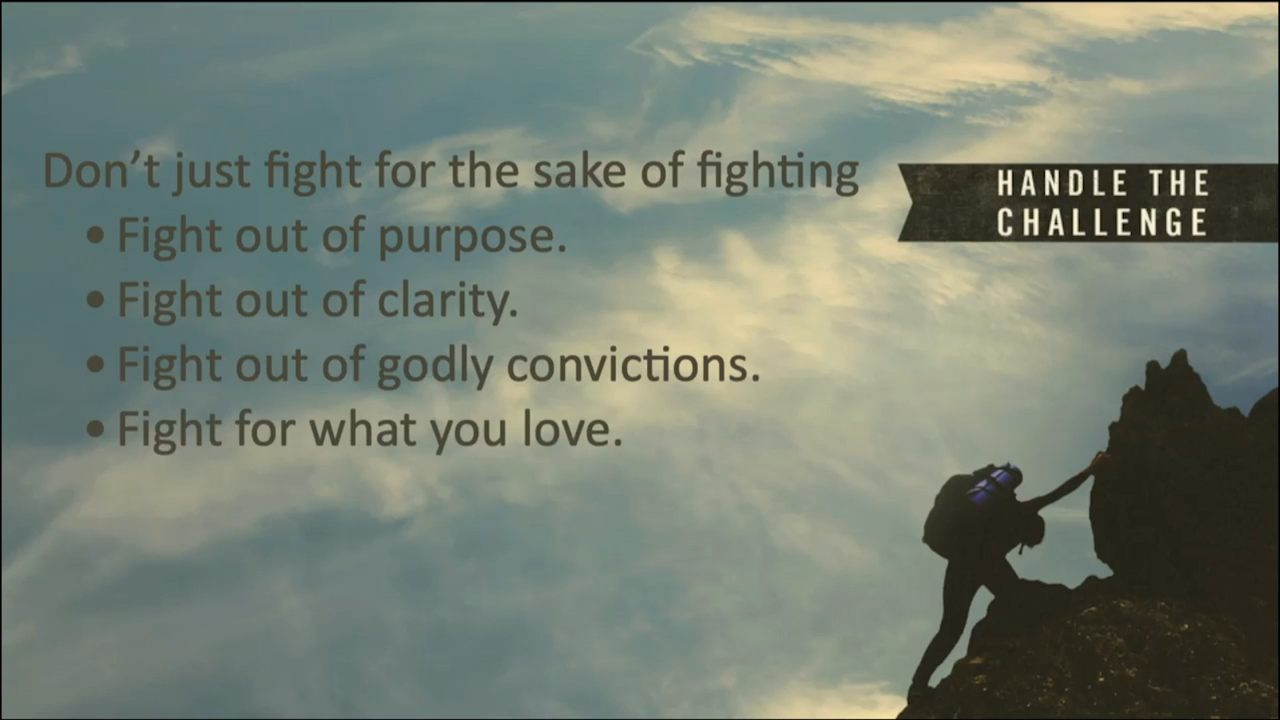 Don't just fight for the sake of fighting
• Fight out of purpose.
• Fight out of clarity.
• Fight out of godly convictions.
• Fight for what you love.
HANDLE THE
CHALLENGE